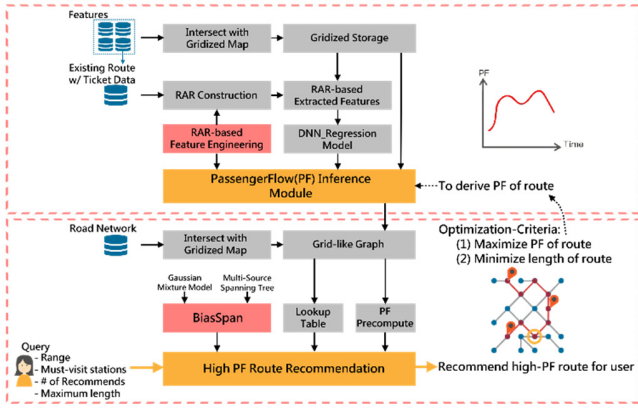 Features
Intersect with
Gridized Map
Gridized Storage
Existing Route
w/ Ticket Data
RAR Construction
RAR-based
Extracted Features
RAR-based
Feature Engineering
DNN_Regression
Model
PassengerFlow(PF) Inference
Module
PF
Time
To derive PF of route
Road Network
Intersect with
Gridized Map
Grid-like Graph
Optimization-Criteria:
(1) Maximize PF of route
(2) Minimize length of route
Gaussian
Mixture Model
Multi-Source
Spanning Tree
BiasSpan
Lookup
Table
PF
Precompute
Query
- Range
- Must-visit stations
- # of Recommends
- Maximum length
High PF Route Recommendation
Recommend high-PF route for user